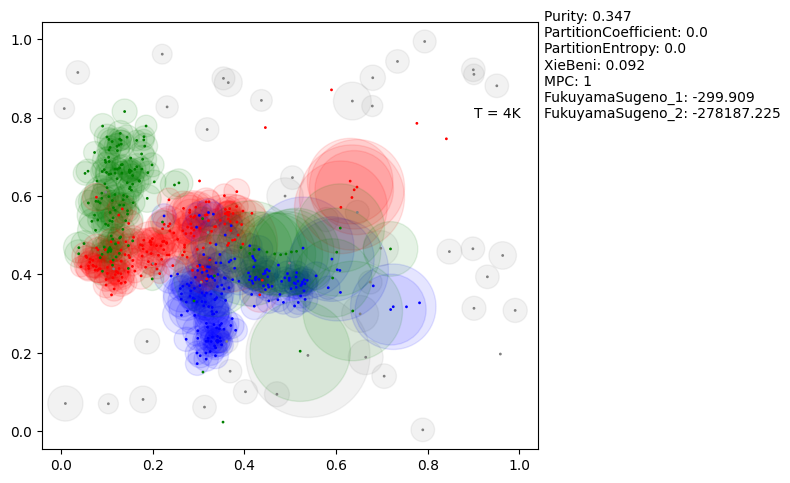 Purity: 0.347
PartitionCoefficient: 0.0
PartitionEntropy: 0.0
XieBeni: 0.092
MPC: 1
FukuyamaSugeno_1: -299.909
FukuyamaSugeno_2: -278187.225
T = 4K
1.0
0.8
0.6
0.4
0.2
0.0
0.0 0.2 0.4 0.6 0.8 1.0